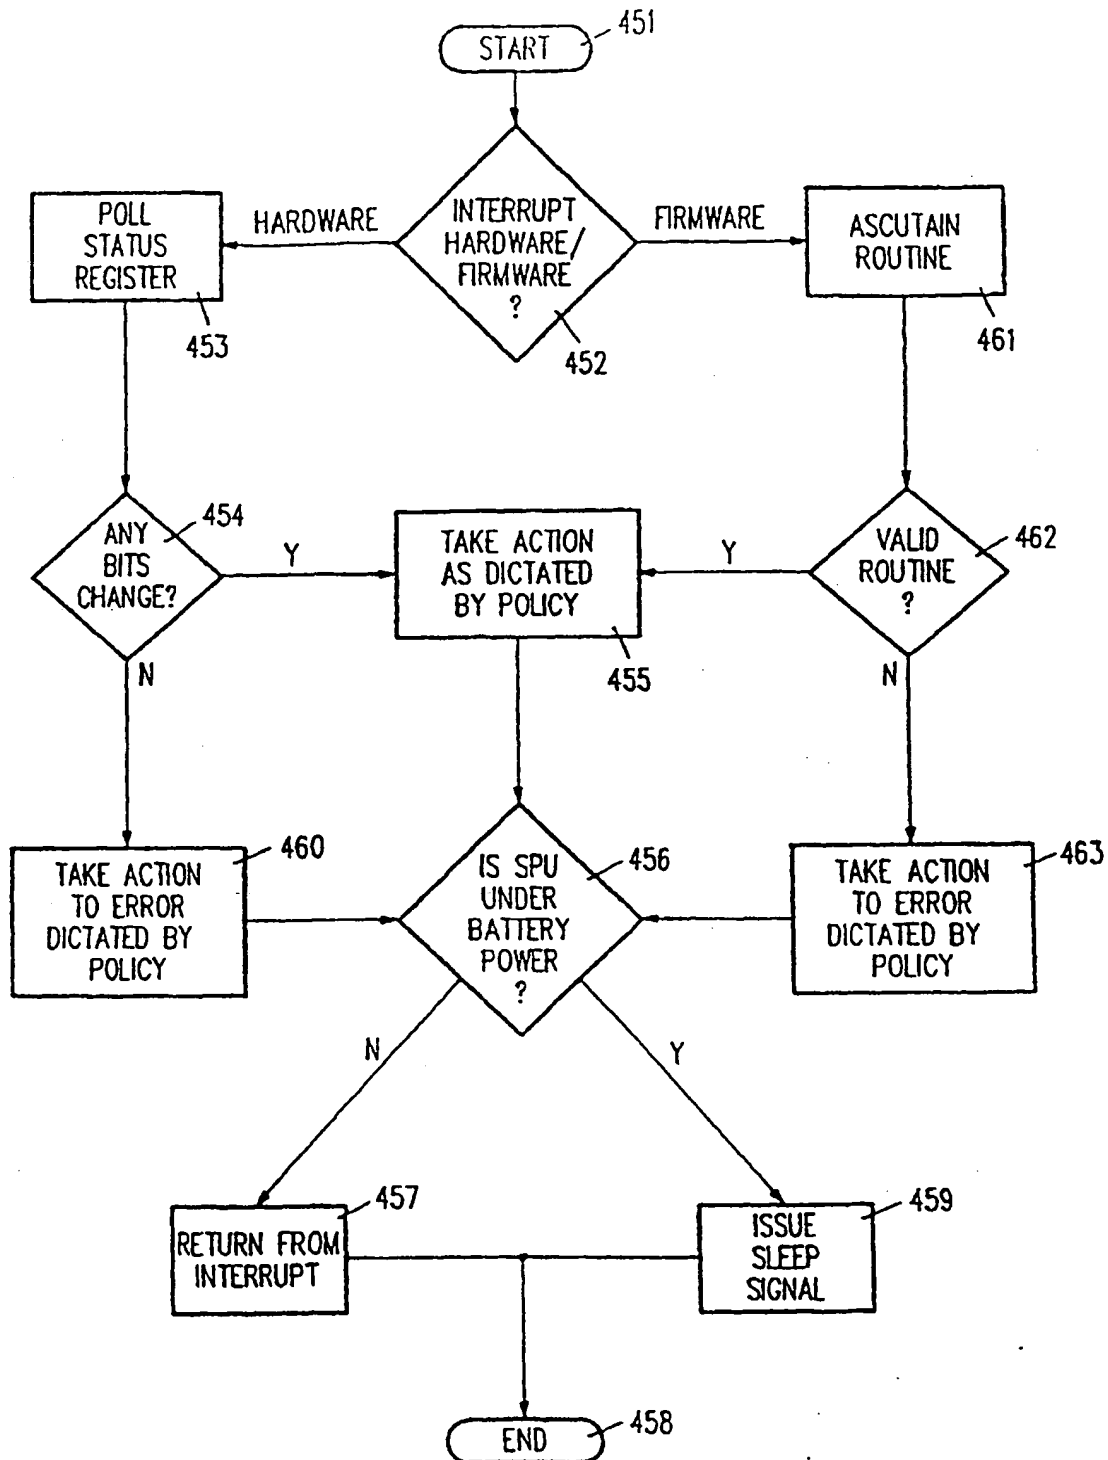 START
451
INTERRUPT
HARDWARE/
FIRMWARE
?
452
HARDWARE
FIRMWARE
POLL
STATUS
REGISTER
453
ASCUTAIN
ROUTINE
461
ANY
BITS
CHANGE?
454
Y
N
TAKE ACTION
AS DICTATED
BY POLICY
455
VALID
ROUTINE
?
462
Y
N
TAKE ACTION
TO ERROR
DICTATED BY
POLICY
460
IS SPU
UNDER
BATTERY
POWER
?
456
TAKE ACTION
TO ERROR
DICTATED BY
POLICY
463
N
Y
RETURN FROM
INTERRUPT
457
ISSUE
SLEEP
SIGNAL
459
END
458